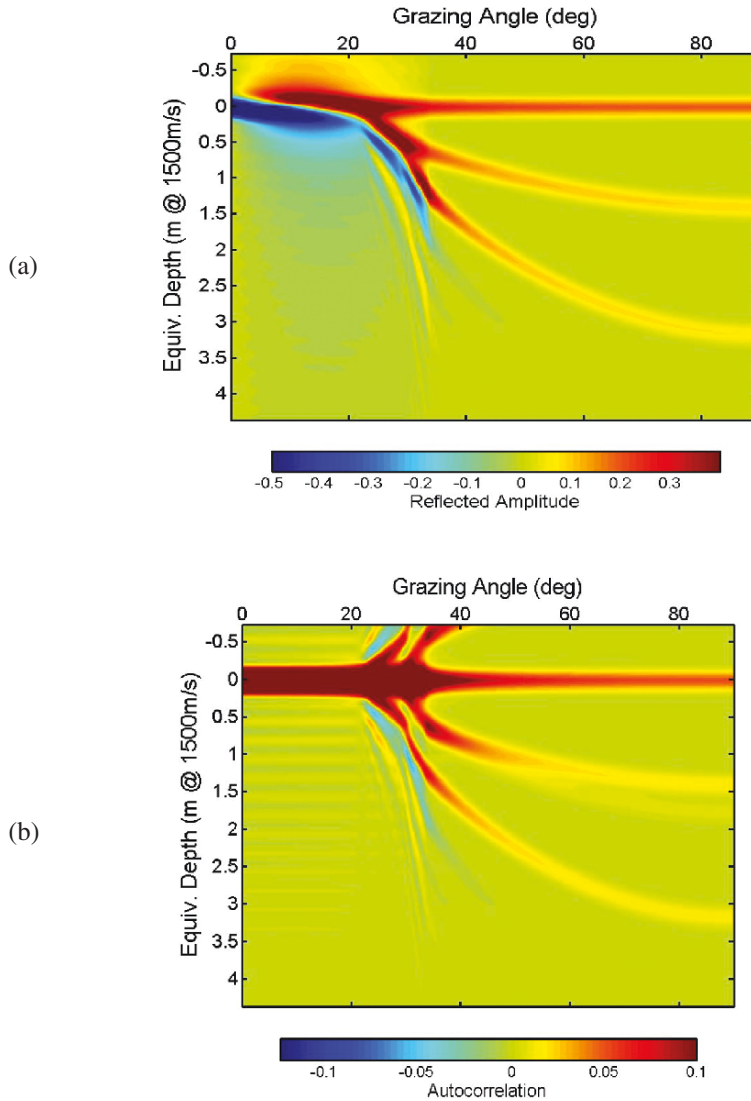 Grazing Angle (deg)
0 20 40 60 80
-0.5
0
0.5
1
1.5
2
2.5
3
3.5
4
Equiv. Depth (m @ 1500m/s)
(a)
-0.5 -0.4 -0.3 -0.2 -0.1 0 0.1 0.2 0.3
Reflected Amplitude
Grazing Angle (deg)
0 20 40 60 80
-0.5
0
0.5
1
1.5
2
2.5
3
3.5
4
Equiv. Depth (m @ 1500m/s)
(b)
-0.1 -0.05 0 0.05 0.1
Autocorrelation